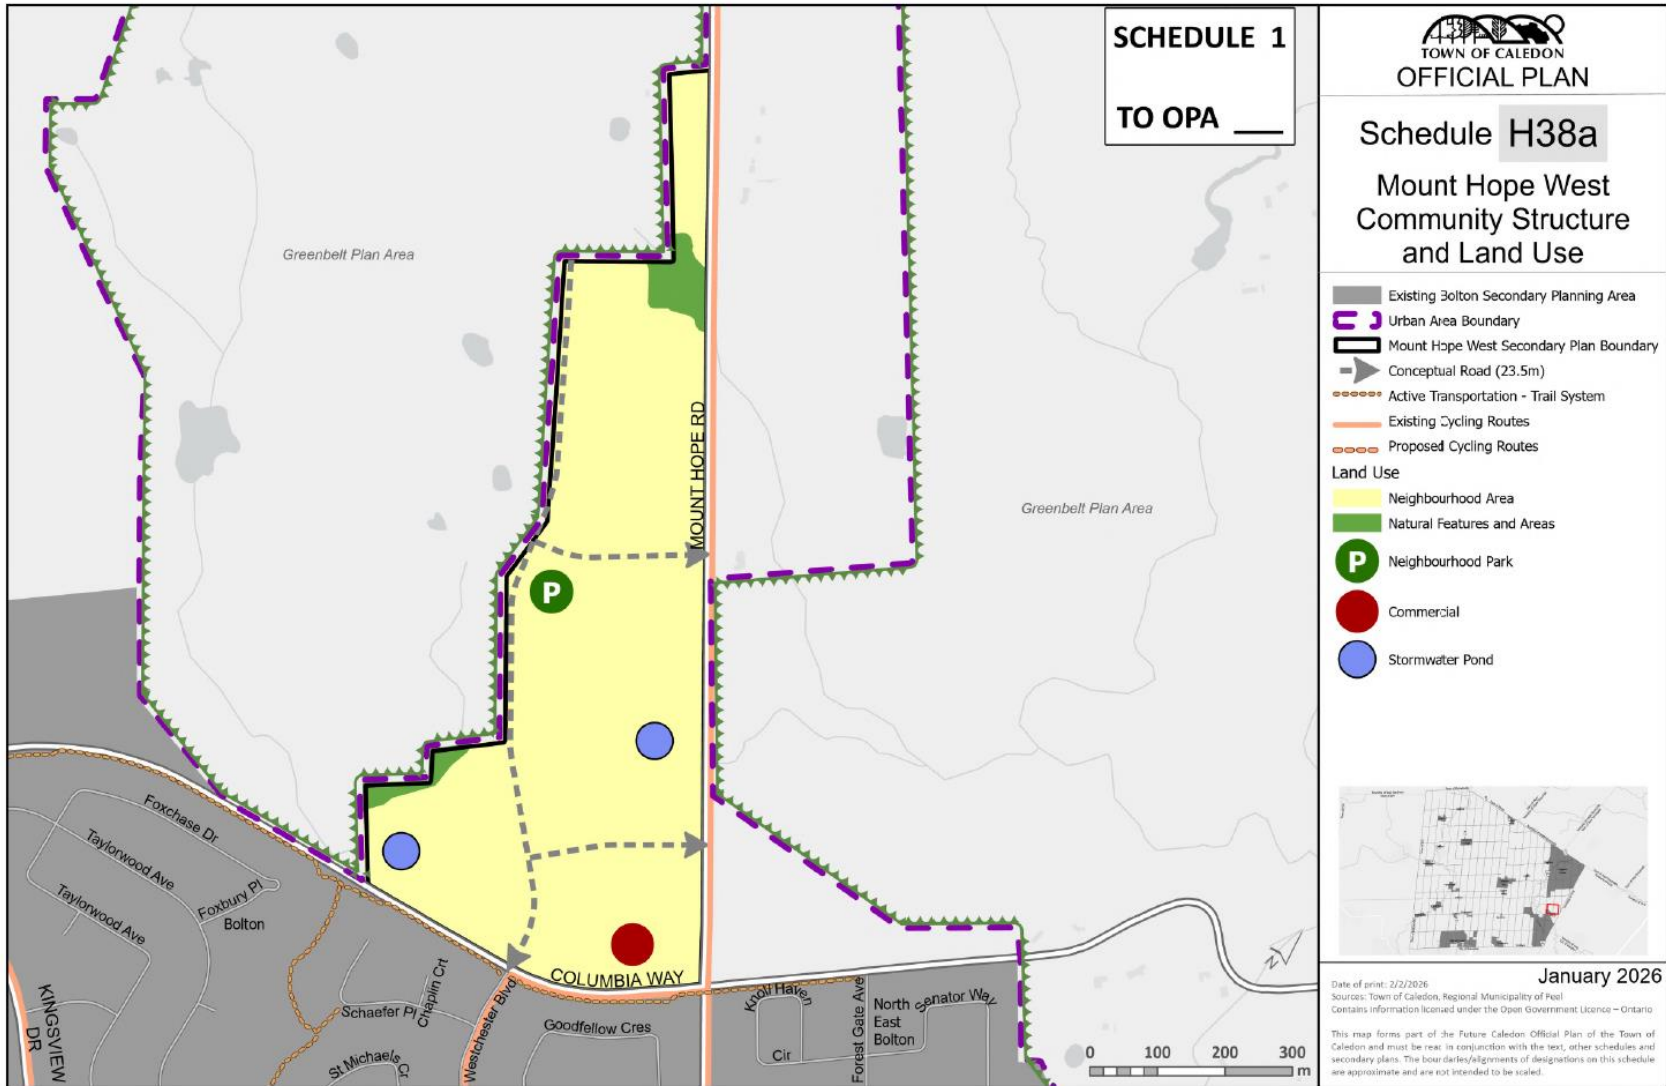 SCHEDULE 1
TO OPA ___
Greenbelt Plan Area
Greenbelt Plan Area
MOUNT HOPE RD
P
COLUMBIA WAY
Foxchase Dr
Taylorwood Ave
Taylorwood Ave
Foxbury Pl
Bolton
KINGSVIEW
DR
Schaefer Pl
Chaplin Crt
St Michaels Cr
Westchester Blvd
Goodfellow Cres
Knoll Haven
Cir
Forest Gate Ave
North
East
Bolton
Senator Way
N
0 100 200 300
m
TOWN OF CALEDON
OFFICIAL PLAN
Schedule H38a
Mount Hope West
Community Structure
and Land Use
Existing Bolton Secondary Planning Area
Urban Area Boundary
Mount Hope West Secondary Plan Boundary
Conceptual Road (23.5m)
Active Transportation - Trail System
Existing Cycling Routes
Proposed Cycling Routes
Land Use
Neighbourhood Area
Natural Features and Areas
P Neighbourhood Park
Commercial
Stormwater Pond
January 2026
Date of print: 2/2/2026
Sources: Town of Caledon, Regional Municipality of Peel
Contains information licensed under the Open Government Licence – Ontario
This map forms part of the Future Caledon Official Plan of the Town of
Caledon and must be read in conjunction with the text, other schedules and
secondary plans. The boundaries/alignments of designations on this schedule
are approximate and are not intended to be scaled.